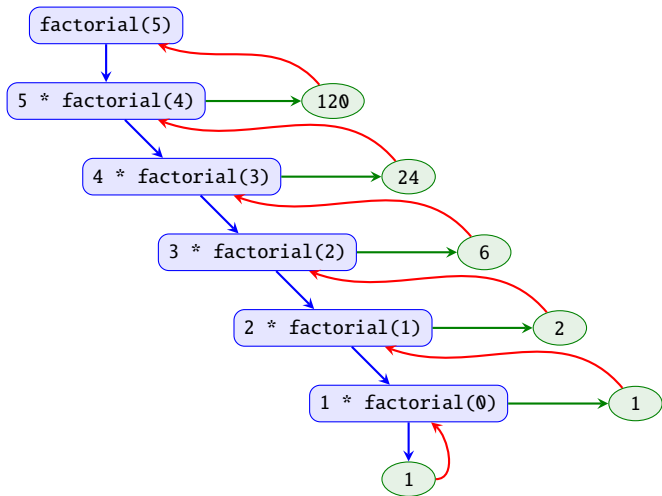 factorial(5)
5 * factorial(4)
120
4 * factorial(3)
24
3 * factorial(2)
6
2 * factorial(1)
2
1 * factorial(0)
1
1